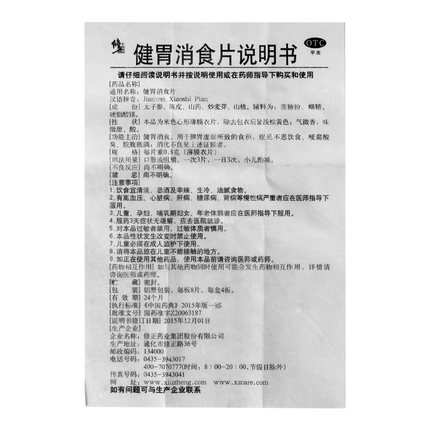 修正
健胃消食片说明书
OTC
甲类
请仔细阅读说明书并按说明使用或在药师指导下购买和使用
[药品名称]
通用名称：健胃消食片
汉语拼音：Jianwei Xiaoshi Pian
[成 份] 太子参、陈皮、山药、炒麦芽、山楂。辅料为：蔗糖粉、糊精、
硬脂酸镁。
[性 状] 本品为米色心形薄膜衣片，除去包衣后显浅棕黄色；气微香，味
微甜、酸。
[功能主治] 健胃消食。用于脾胃虚弱所致的食积，症见不思饮食、嗳腐酸
臭、脘腹胀满；消化不良见上述证候者。
[规 格] 每片重0.8克（薄膜衣片）
[用法用量] 口服或咀嚼。一次3片，一日3次，小儿酌减。
[不良反应] 尚不明确。
[禁 忌] 尚不明确。
[注意事项]
1.饮食宜清淡，忌酒及辛辣、生冷、油腻食物。
2.有高血压、心脏病、肝病、糖尿病、肾病等慢性病严重者应在医师指导下
服用。
3.儿童、孕妇、哺乳期妇女、年老体弱者应在医师指导下服用。
4.服药3天症状无缓解，应去医院就诊。
5.对本品过敏者禁用，过敏体质者慎用。
6.本品性状发生改变时禁止使用。
7.儿童必须在成人监护下使用。
8.请将本品放在儿童不能接触的地方。
9.如正在使用其他药品，使用本品前请咨询医师或药师。
[药物相互作用] 如与其他药物同时使用可能会发生药物相互作用，详情请
咨询医师或药师。
[贮 藏] 密封。
[包 装] 铝塑包装，每板8片，每盒4板。
[有 效 期] 24个月
[执行标准] 《中国药典》2015年版一部
[批准文号] 国药准字Z20063187
[说明书修订日期] 2015年12月01日
[生产企业]
企业名称：修正药业集团股份有限公司
生产地址：通化市修正路36号
邮政编码：134000
电话号码：0435-3943017
400-7070777(时间：8：00-20：00,节假日除外)
传真号码：0435-3943041
网 址：www.xiuzheng.com www.xzcare.com
如有问题可与生产企业联系